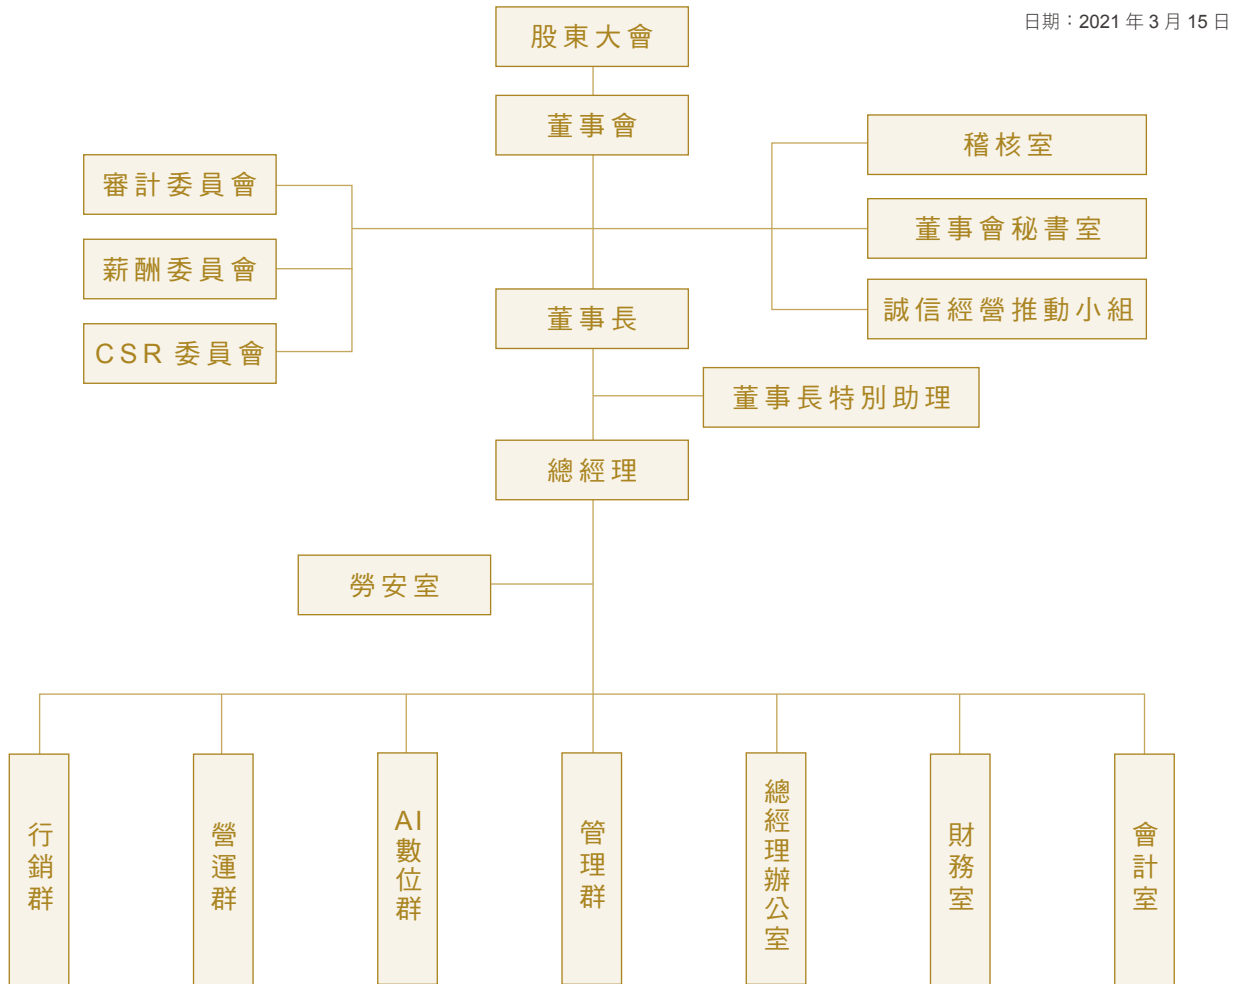 日期：2021 年 3 月 15 日
股東大會
董事會
稽核室
審計委員會
董事會秘書室
薪酬委員會
誠信經營推動小組
董事長
CSR 委員會
董事長特別助理
總經理
勞安室
行銷群
營運群
AI數位群
管理群
總經理辦公室
財務室
會計室